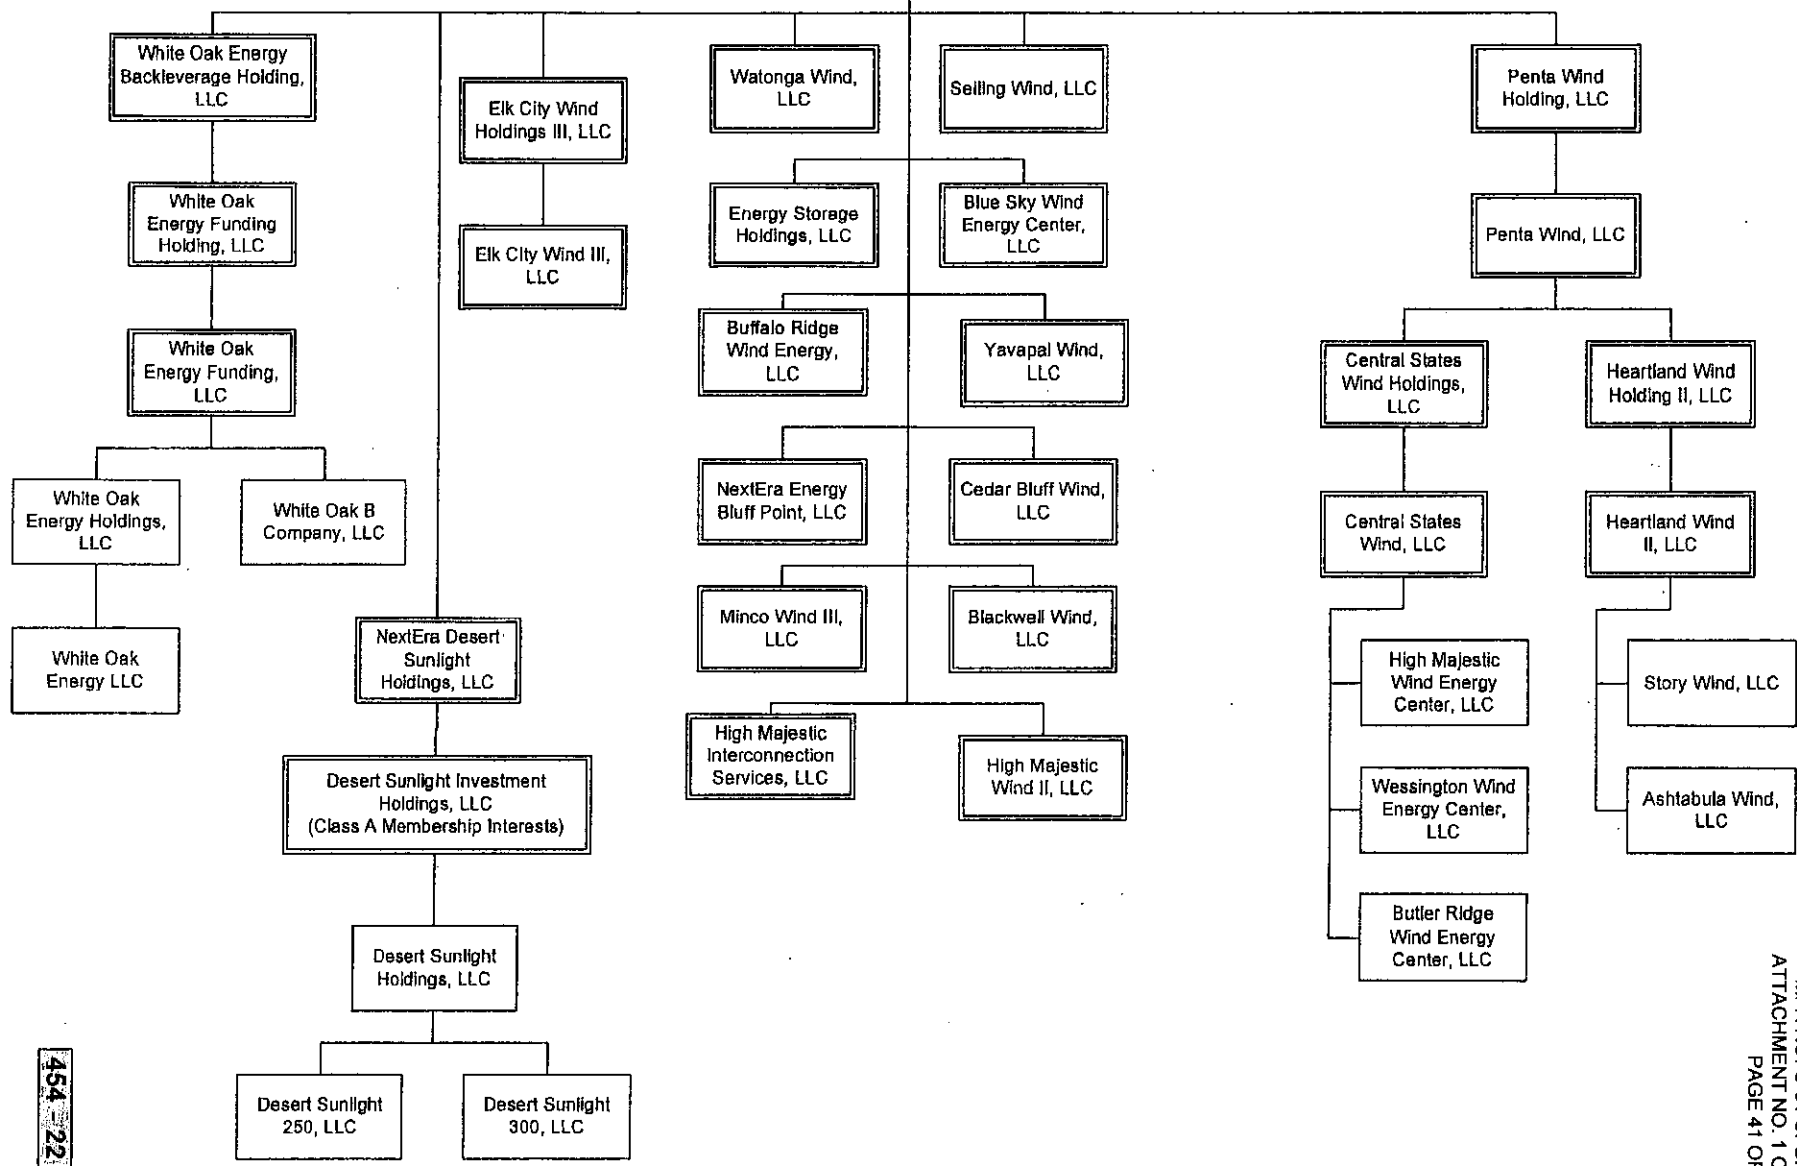 White Oak Energy
Backleverage Holding,
LLC
White Oak
Energy Funding
Holding, LLC
White Oak
Energy Funding,
LLC
White Oak
Energy Holdings,
LLC
White Oak B
Company, LLC
White Oak
Energy LLC
Elk City Wind
Holdings III, LLC
Elk City Wind III,
LLC
NextEra Desert
Sunlight
Holdings, LLC
Desert Sunlight Investment
Holdings, LLC
(Class A Membership Interests)
Desert Sunlight
Holdings, LLC
Desert Sunlight
250, LLC
Desert Sunlight
300, LLC
Watonga Wind,
LLC
Seiling Wind, LLC
Energy Storage
Holdings, LLC
Blue Sky Wind
Energy Center,
LLC
Buffalo Ridge
Wind Energy,
LLC
Yavapai Wind,
LLC
NextEra Energy
Bluff Point, LLC
Cedar Bluff Wind,
LLC
Minco Wind III,
LLC
Blackwell Wind,
LLC
High Majestic
Interconnection
Services, LLC
High Majestic
Wind II, LLC
Penta Wind
Holding, LLC
Penta Wind, LLC
Central States
Wind Holdings,
LLC
Heartland Wind
Holding II, LLC
Central States
Wind, LLC
Heartland Wind
II, LLC
High Majestic
Wind Energy
Center, LLC
Story Wind, LLC
Wessington Wind
Energy Center,
LLC
Ashtabula Wind,
LLC
Butler Ridge
Wind Energy
Center, LLC
ATTACHMENT NO. 1
PAGE 41 OF
454 - 22